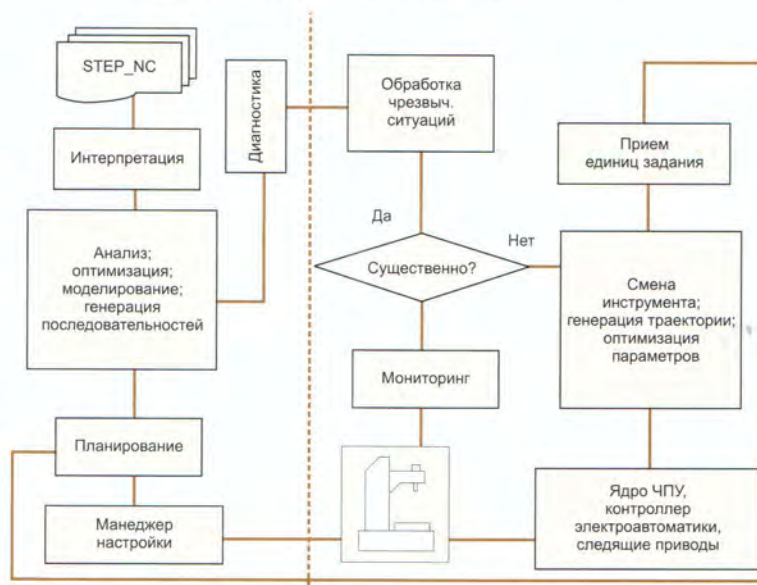 STEP_NC
Интерпретация
Анализ;
оптимизация;
моделирование;
генерация
последовательностей
Планирование
Менеджер
настройки
Диагностика
Обработка
чрезвыч.
ситуаций
Да
Существенно?
Нет
Мониторинг
Прием
единиц задания
Смена
инструмента;
генерация траектории;
оптимизация
параметров
Ядро ЧПУ,
контроллер
электроавтоматики,
следящие приводы